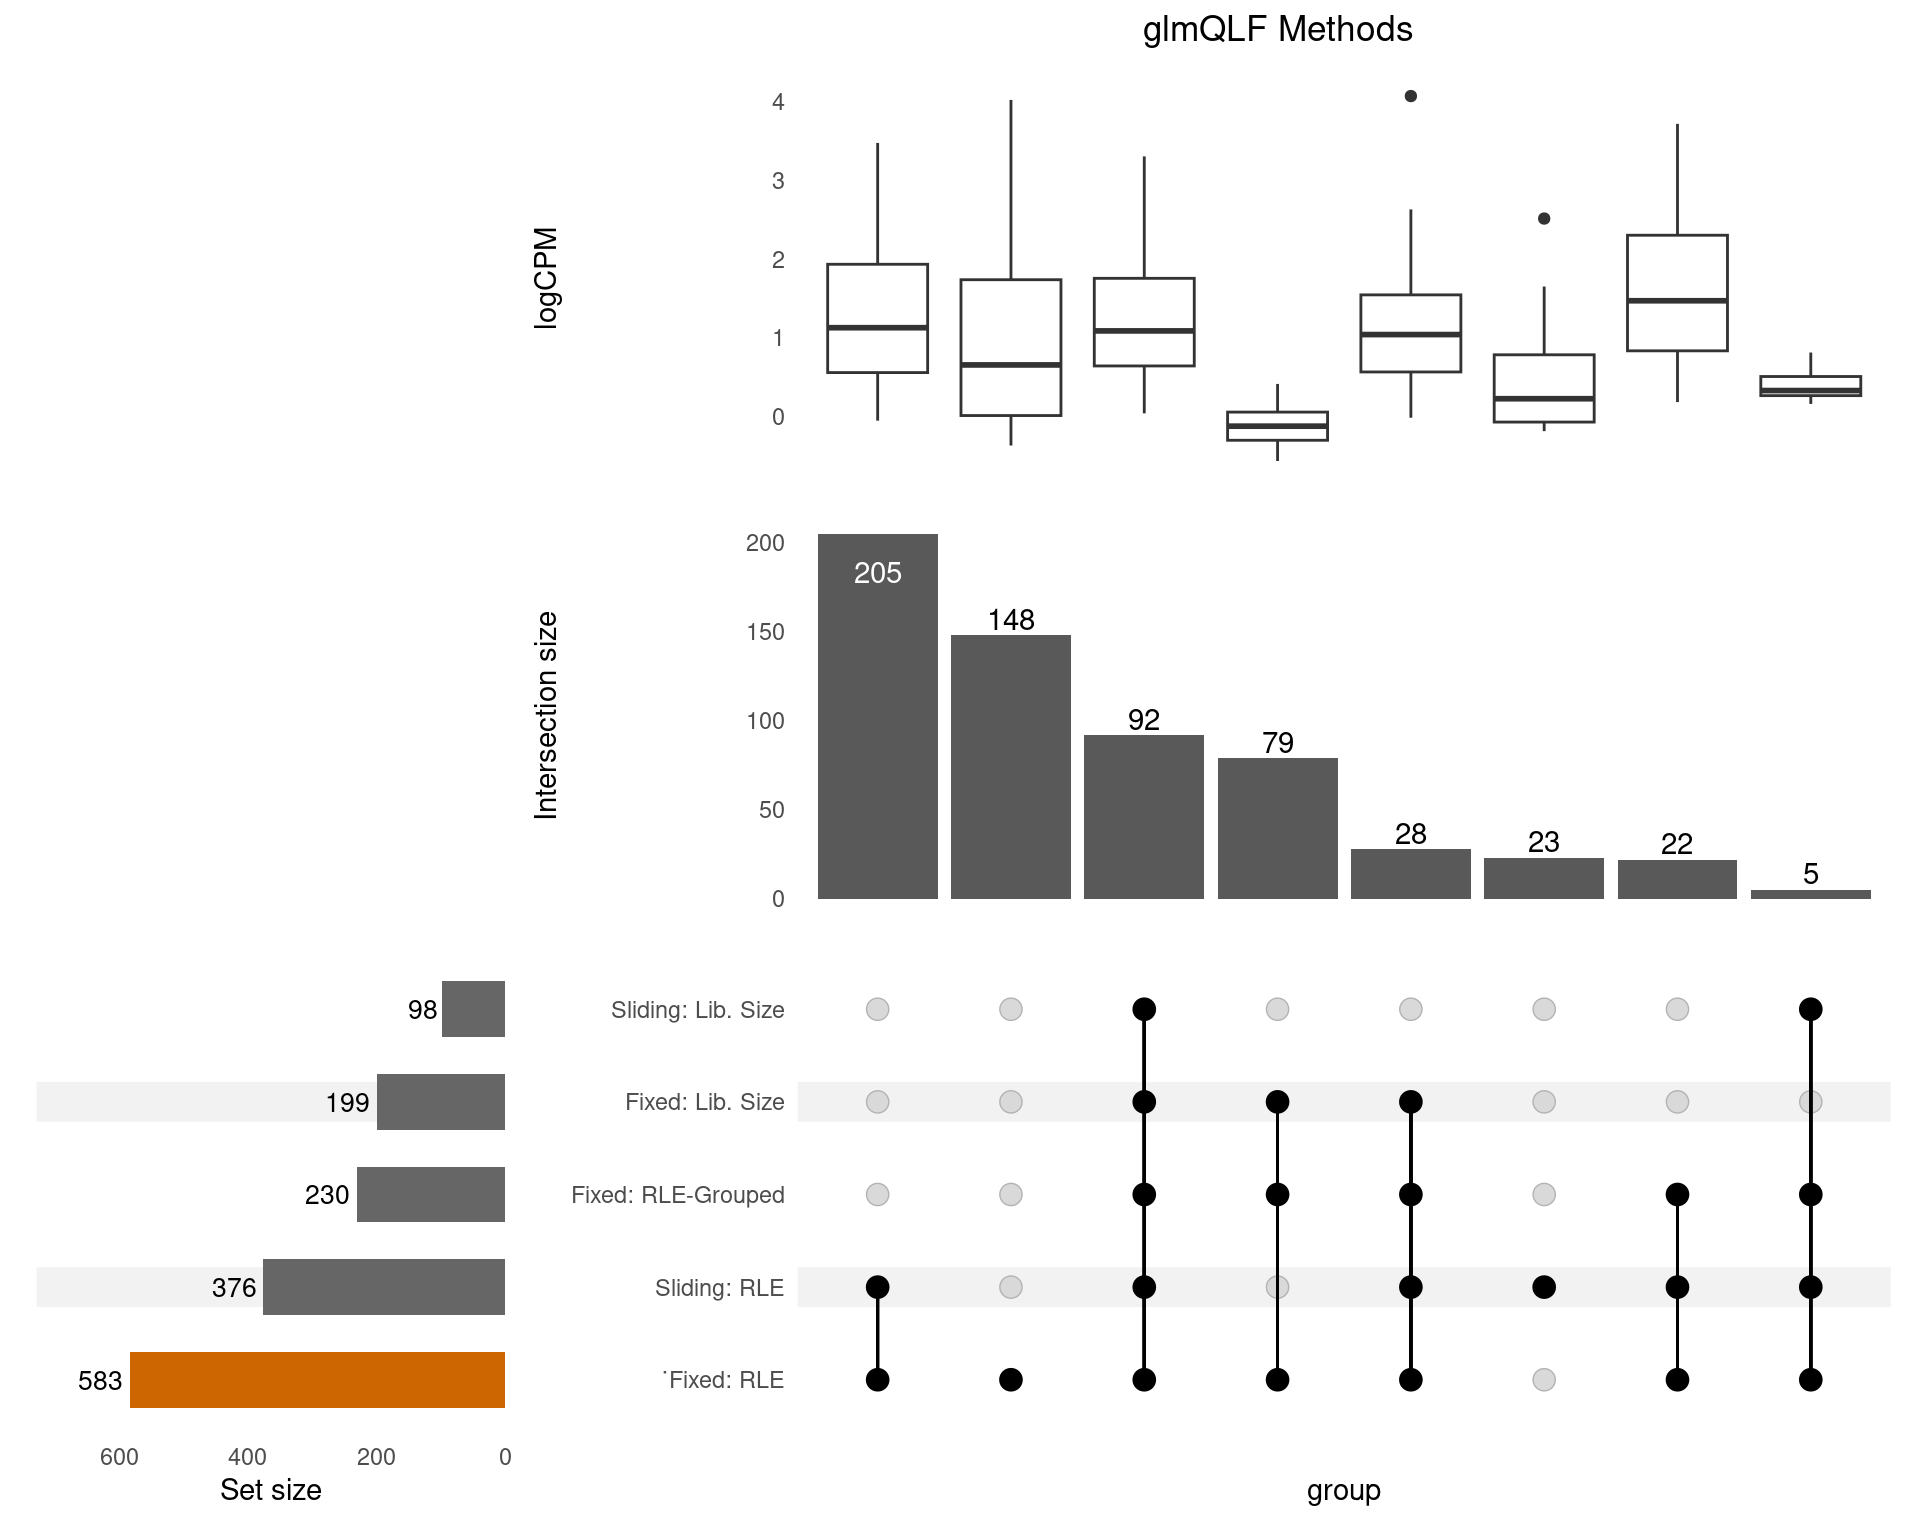 glmQLF Methods
logCPM
4
3
2
1
0
Intersection size
200
150
100
50
0
205
148
92
79
28
23
22
5
98
199
230
376
583
Sliding: Lib. Size
Fixed: Lib. Size
Fixed: RLE-Grouped
Sliding: RLE
˙Fixed: RLE
600 400 200 0
Set size
group